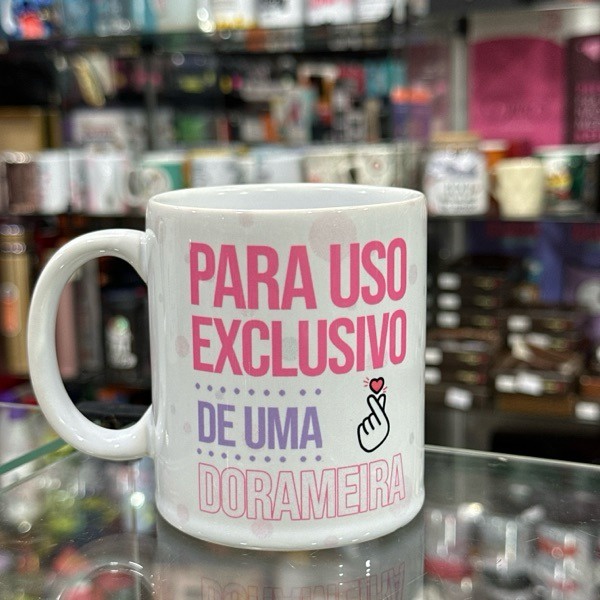 PARA USO
EXCLUSIVO
DE UMA
DORAMEIRA